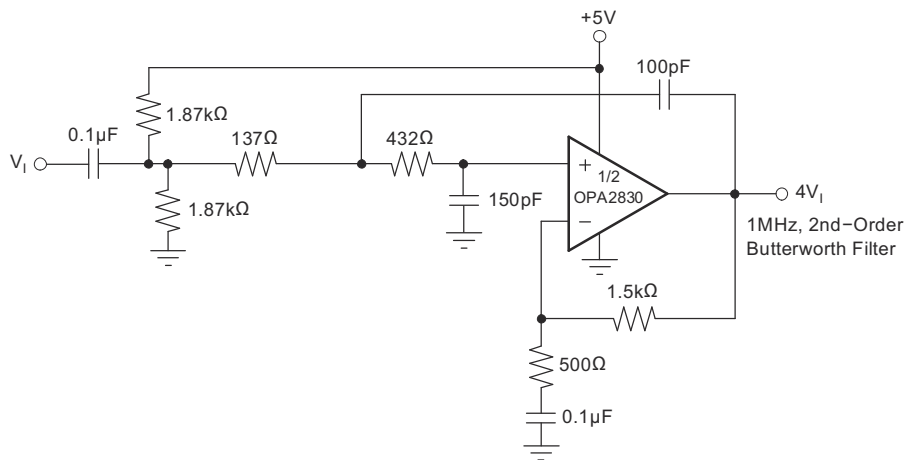 +5V
100pF
1.87kΩ
0.1µF
137Ω
432Ω
V_I
+
1/2
OPA2830
−
150pF
4V_I
1.87kΩ
1MHz, 2nd−Order
Butterworth Filter
1.5kΩ
500Ω
0.1µF